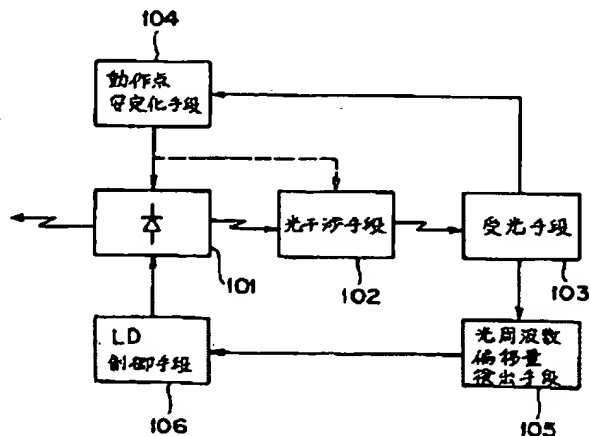 104
動作点
安定化手段
101
光干渉手段
102
受光手段
103
LD
制御手段
106
光周波数
偏移量
検出手段
105